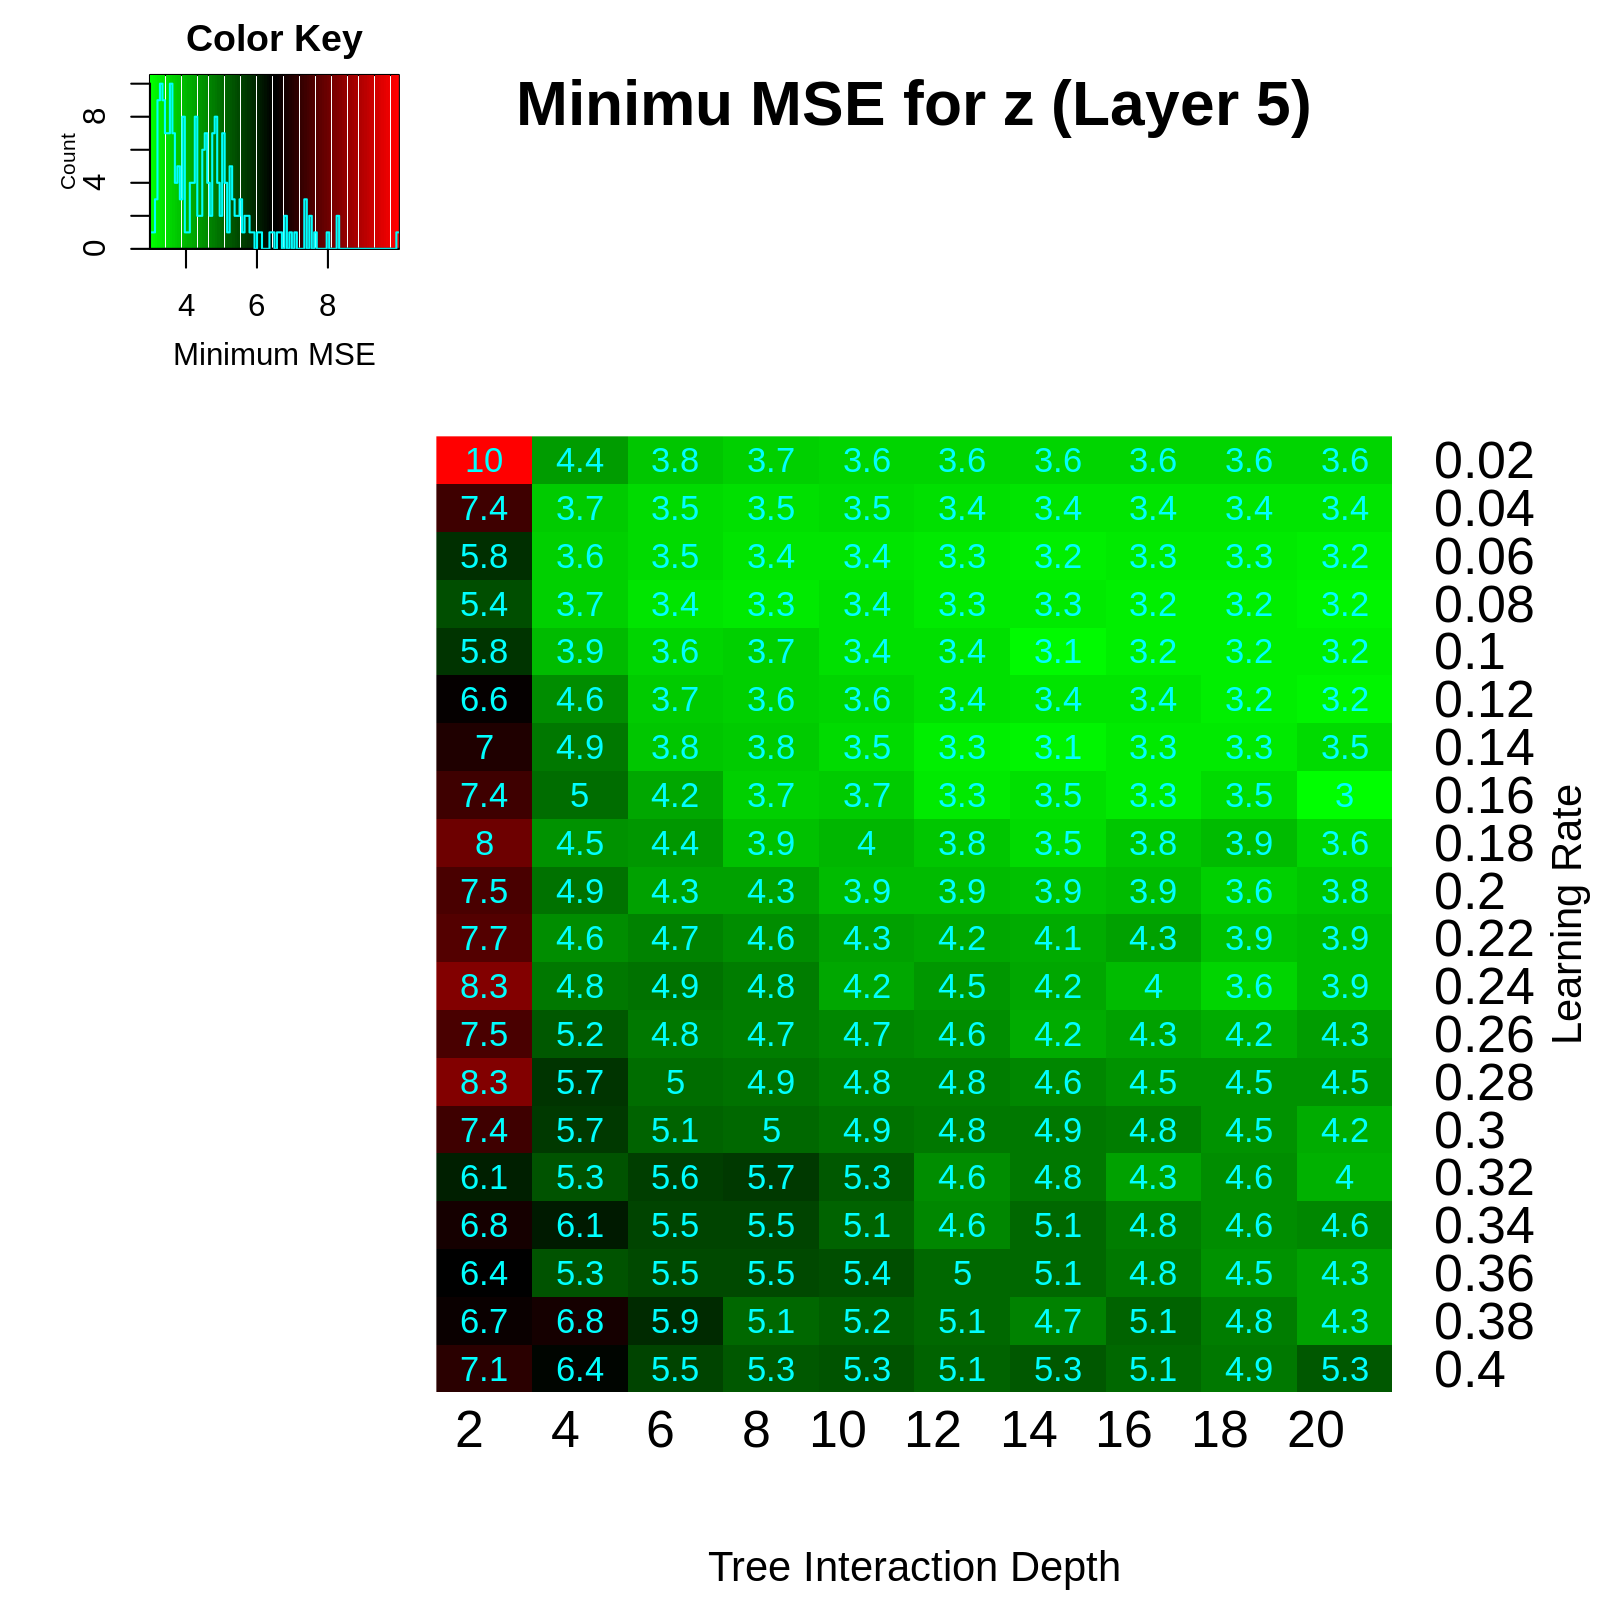 Color Key
Minimu MSE for z (Layer 5)
Count
0 4 8
4 6 8
Minimum MSE
10 4.4 3.8 3.7 3.6 3.6 3.6 3.6 3.6 3.6 0.02
7.4 3.7 3.5 3.5 3.5 3.4 3.4 3.4 3.4 3.4 0.04
5.8 3.6 3.5 3.4 3.4 3.3 3.2 3.3 3.3 3.2 0.06
5.4 3.7 3.4 3.3 3.4 3.3 3.3 3.2 3.2 3.2 0.08
5.8 3.9 3.6 3.7 3.4 3.4 3.1 3.2 3.2 3.2 0.1
6.6 4.6 3.7 3.6 3.6 3.4 3.4 3.4 3.2 3.2 0.12
7 4.9 3.8 3.8 3.5 3.3 3.1 3.3 3.3 3.5 0.14
7.4 5 4.2 3.7 3.7 3.3 3.5 3.3 3.5 3 0.16
8 4.5 4.4 3.9 4 3.8 3.5 3.8 3.9 3.6 0.18
7.5 4.9 4.3 4.3 3.9 3.9 3.9 3.9 3.6 3.8 0.2
7.7 4.6 4.7 4.6 4.3 4.2 4.1 4.3 3.9 3.9 0.22
8.3 4.8 4.9 4.8 4.2 4.5 4.2 4 3.6 3.9 0.24
7.5 5.2 4.8 4.7 4.7 4.6 4.2 4.3 4.2 4.3 0.26
8.3 5.7 5 4.9 4.8 4.8 4.6 4.5 4.5 4.5 0.28
7.4 5.7 5.1 5 4.9 4.8 4.9 4.8 4.5 4.2 0.3
6.1 5.3 5.6 5.7 5.3 4.6 4.8 4.3 4.6 4 0.32
6.8 6.1 5.5 5.5 5.1 4.6 5.1 4.8 4.6 4.6 0.34
6.4 5.3 5.5 5.5 5.4 5 5.1 4.8 4.5 4.3 0.36
6.7 6.8 5.9 5.1 5.2 5.1 4.7 5.1 4.8 4.3 0.38
7.1 6.4 5.5 5.3 5.3 5.1 5.3 5.1 4.9 5.3 0.4
Learning Rate
2 4 6 8 10 12 14 16 18 20
Tree Interaction Depth